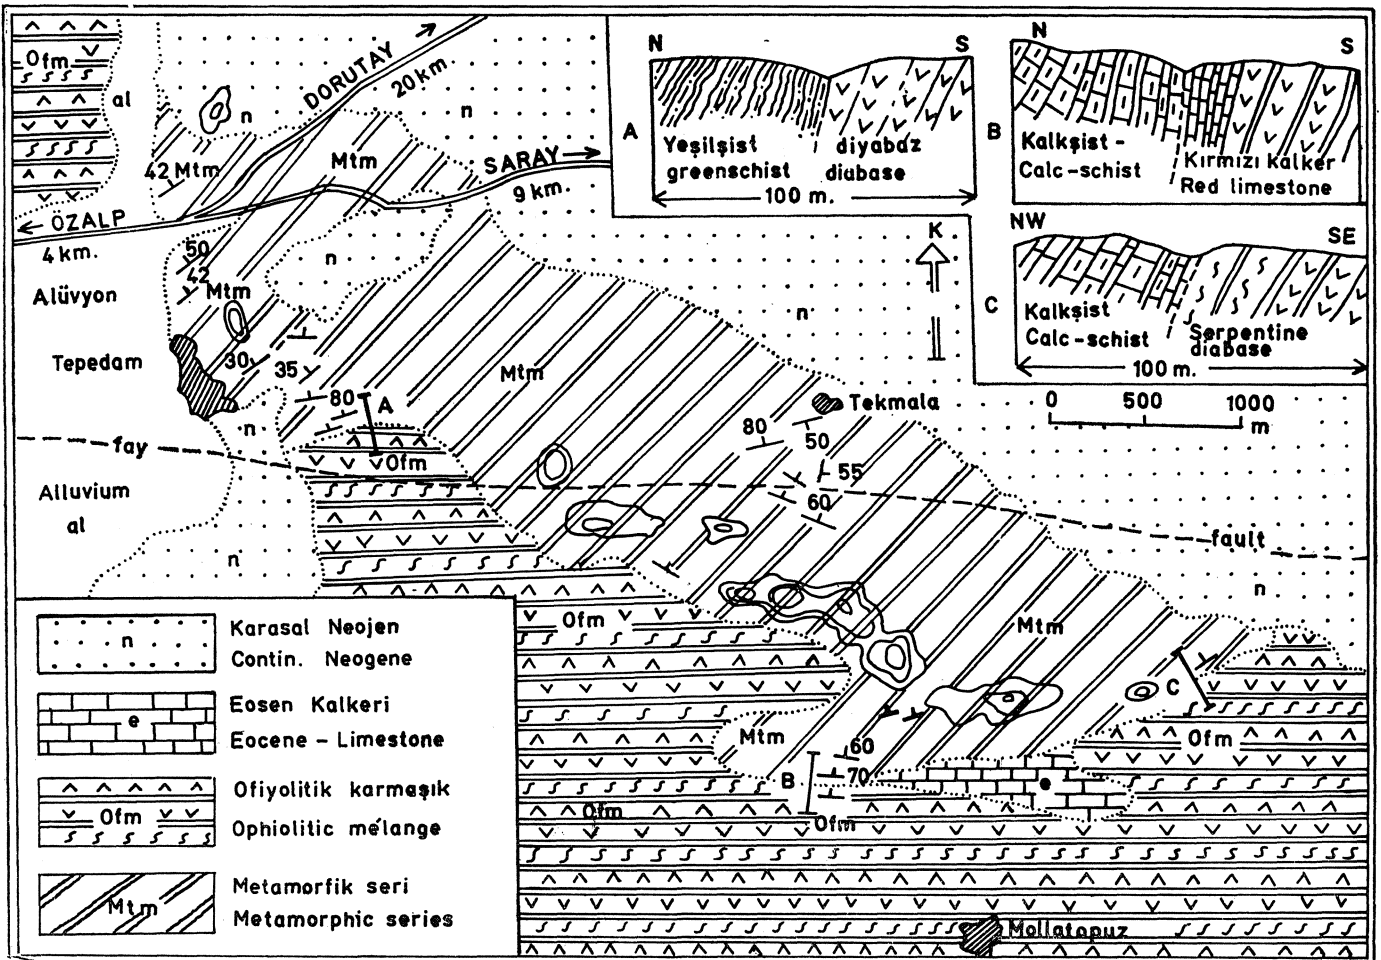 Ofm
al
n
DORUTAY
20 km.
n
42 Mtm
Mtm
SARAY
9 km.
ÖZALP
4 km.
50
42
n
Mtm
Alüvyon
Tepedam
30
35
80
A
Mtm
n
K
n
Tekmala
80
50
55
60
0 500 1000
m
fay
Ofm
Alluvium
al
n
fault
n
Ofm
Mtm
C
Mtm
Ofm
60
B
70
e
Ofm
Ofm
Mollatopuz
N S
A
Yeşilşist
greenschist
diyabaz
diabase
100 m.
N S
B
Kalkşist -
Calc-schist
Kırmızı Kalker
Red limestone
NW SE
C
Kalkşist
Calc-schist
Serpentine
diabase
100 m.
n
Karasal Neojen
Contin. Neogene
e
Eosen Kalkeri
Eocene - Limestone
Ofm
Ofiyolitik karmaşık
Ophiolitic mélange
Mtm
Metamorfik seri
Metamorphic series